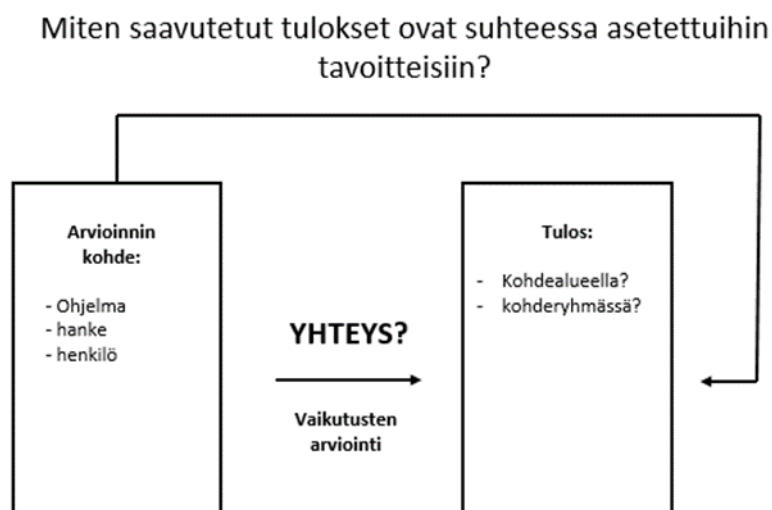 Miten saavutetut tulokset ovat suhteessa asetettuihin
tavoitteisiin?
Arvioinnin
kohde:
- Ohjelma
- hanke
- henkilö
YHTEYS?
Vaikutusten
arviointi
Tulos:
- Kohdealueella?
- kohderyhmässä?